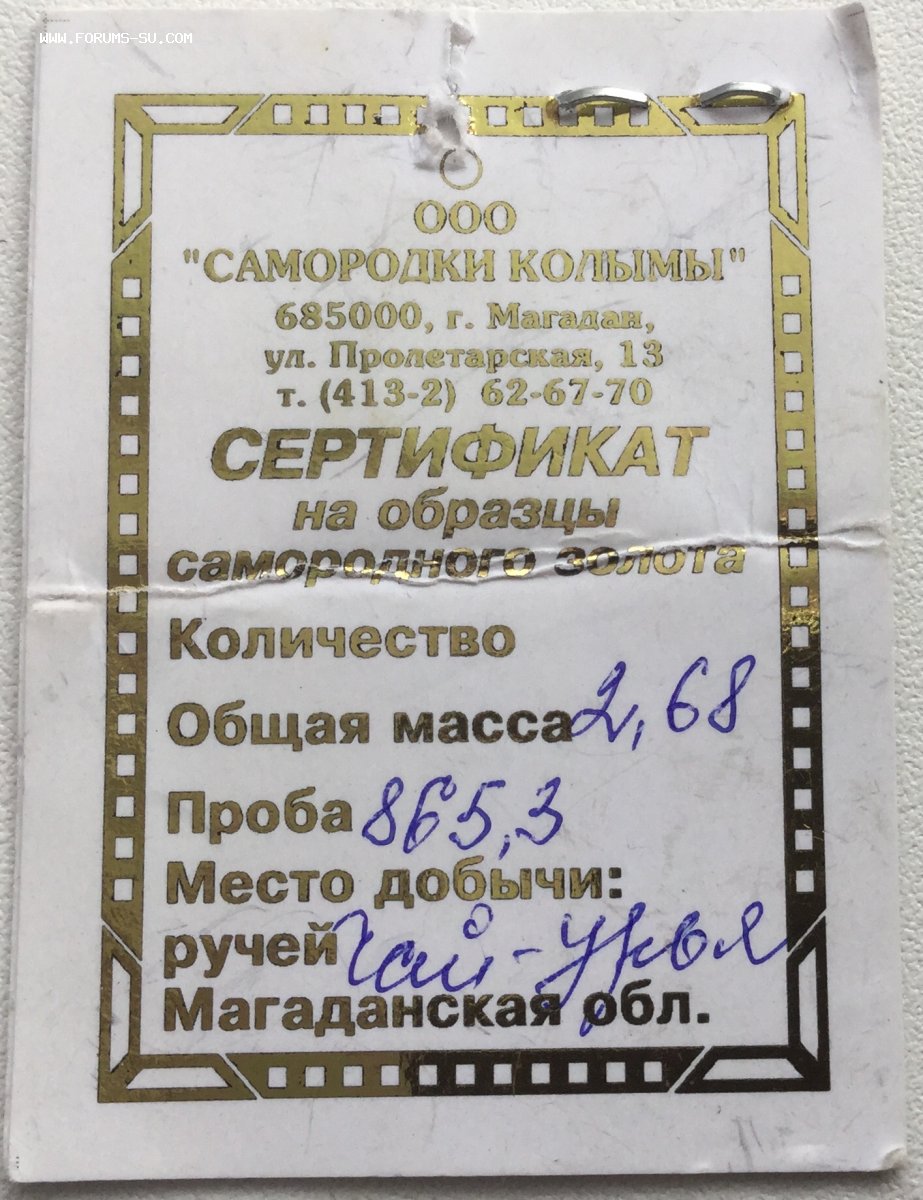 WWW.FORUMS-SU.COM
ООО
"САМОРОДКИ КОЛЫМЫ"
685000, г. Магадан,
ул. Пролетарская, 13
т. (413-2) 62-67-70
СЕРТИФИКАТ
на образцы
самородного золота
Количество
Общая масса 2,68
Проба 865,3
Место добычи:
ручей Чай-Урья
Магаданская обл.